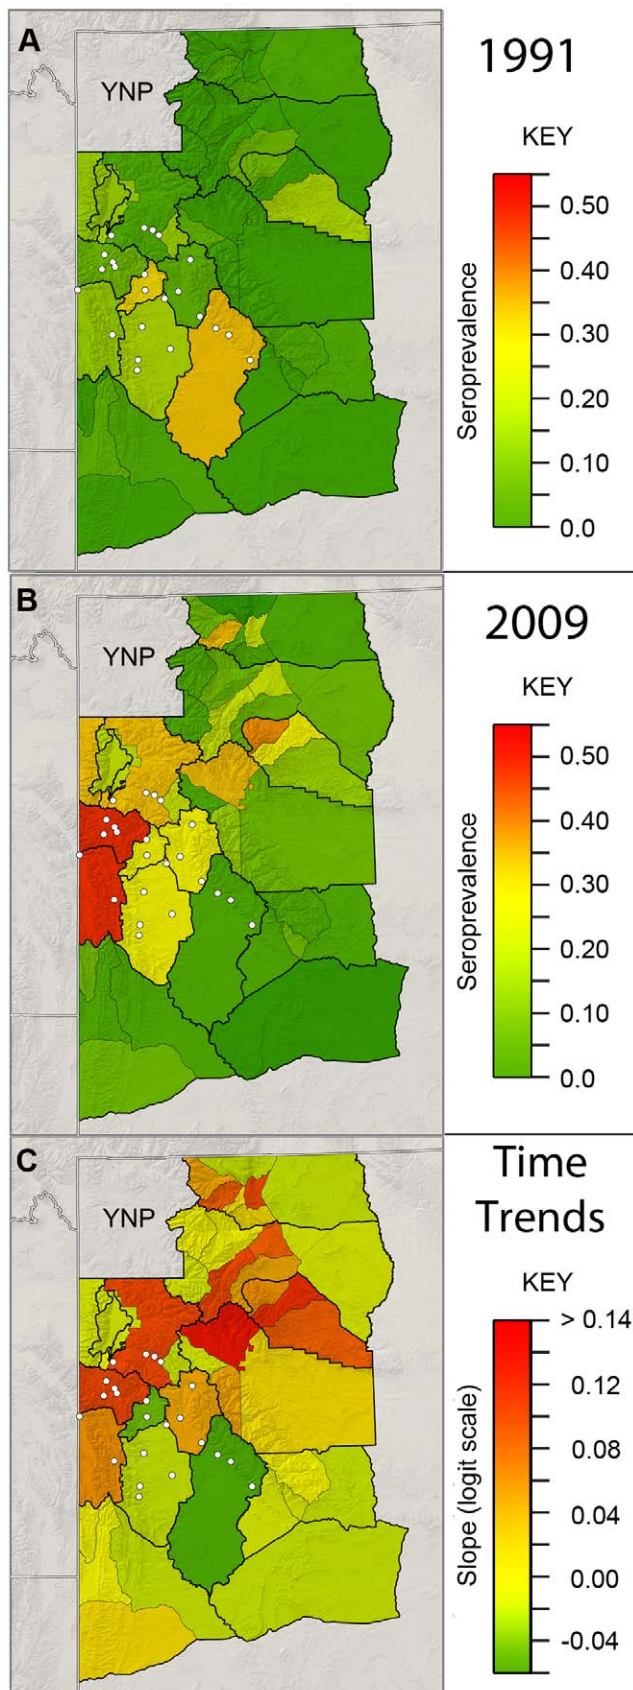 A
YNP
1991
KEY
Seroprevalence
0.50
0.40
0.30
0.20
0.10
0.0
B
YNP
2009
KEY
Seroprevalence
0.50
0.40
0.30
0.20
0.10
0.0
C
YNP
Time
Trends
KEY
Slope (logit scale)
> 0.14
0.12
0.08
0.04
0.00
-0.04